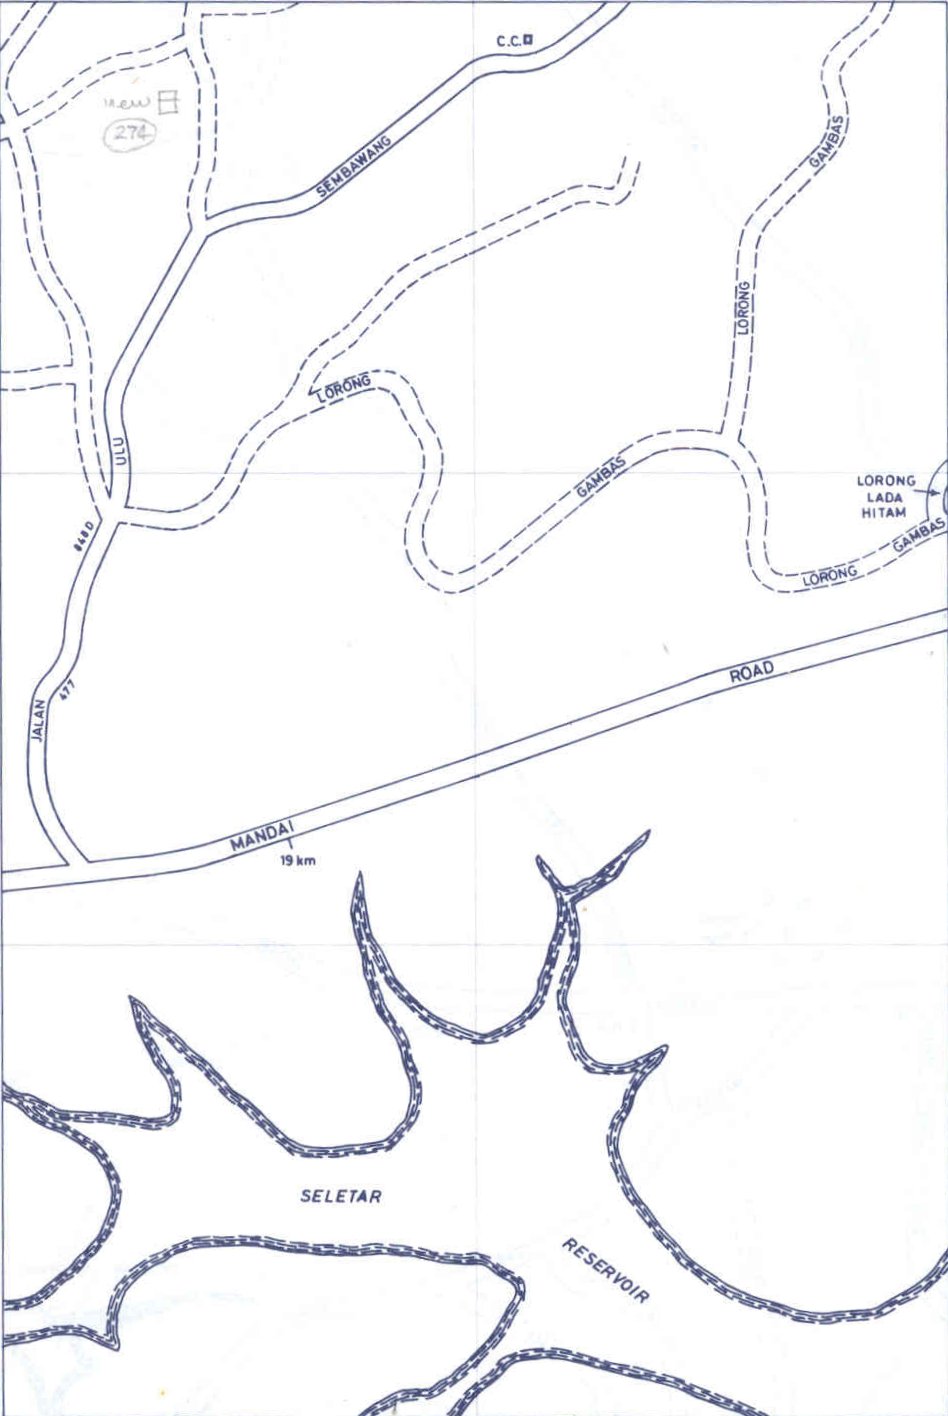 C.C.
new
274
GAMBAS
SEMBAWANG
LORONG
LORONG
ULU
GAMBAS
LORONG
LADA
HITAM
848D
GAMBAS
LORONG
ROAD
477
JALAN
MANDAI
19 km
SELETAR
RESERVOIR